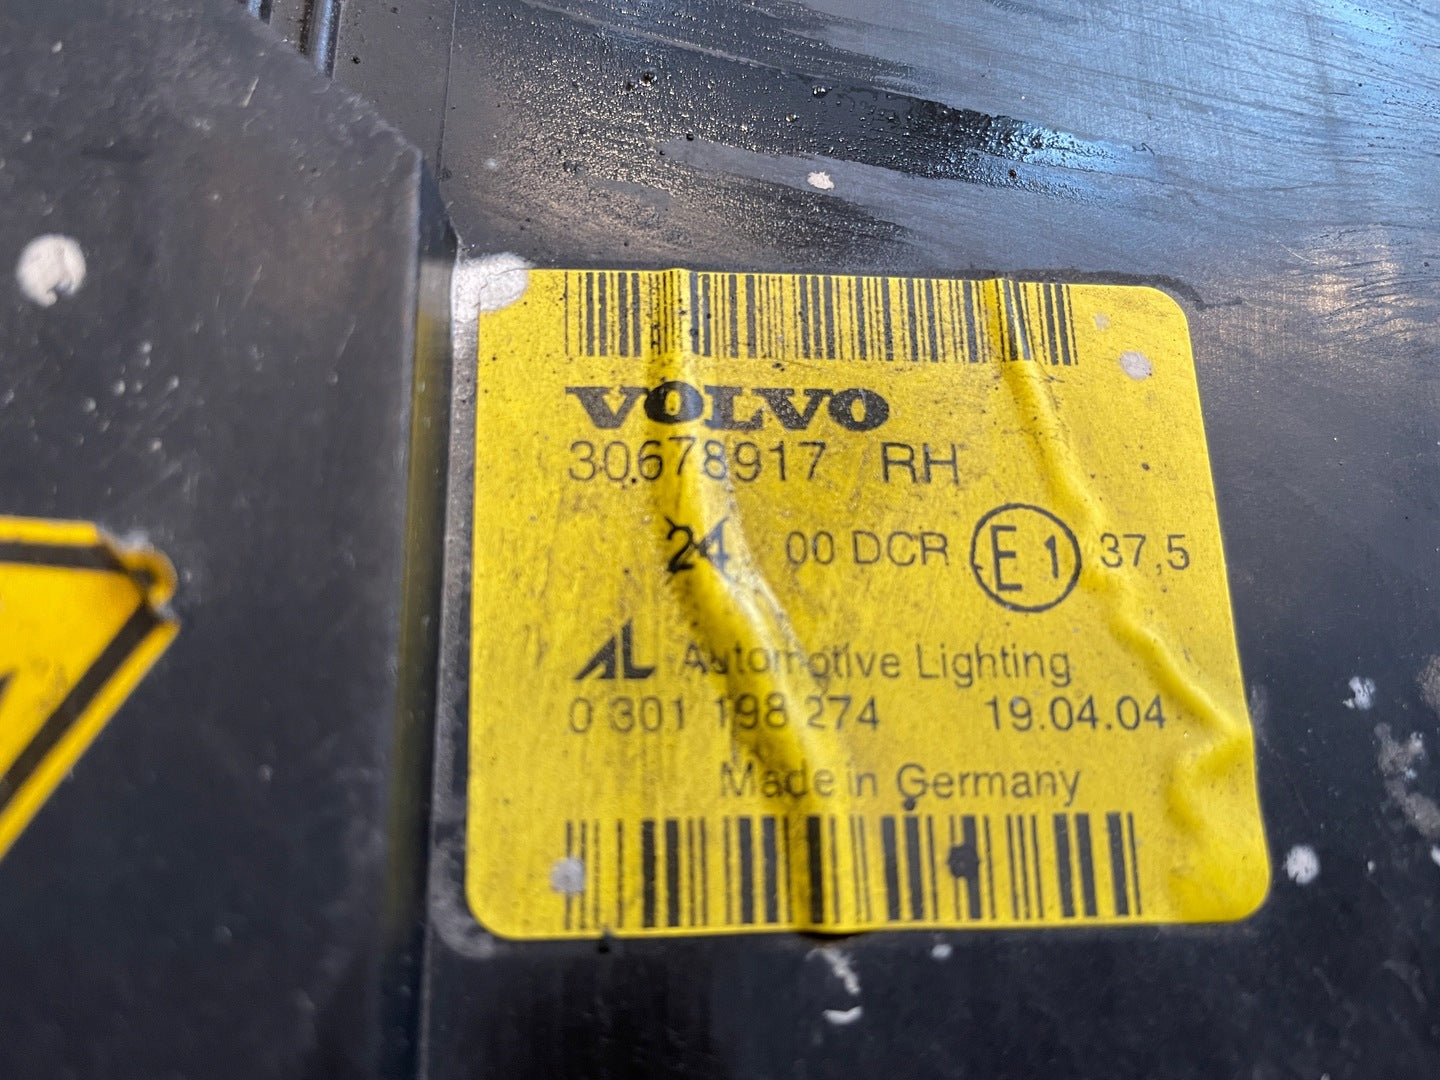 VOLVO
30678917 RH
24 00 DCR E1 37,5
AL Automotive Lighting
0 301 198 274 19.04.04
Made in Germany